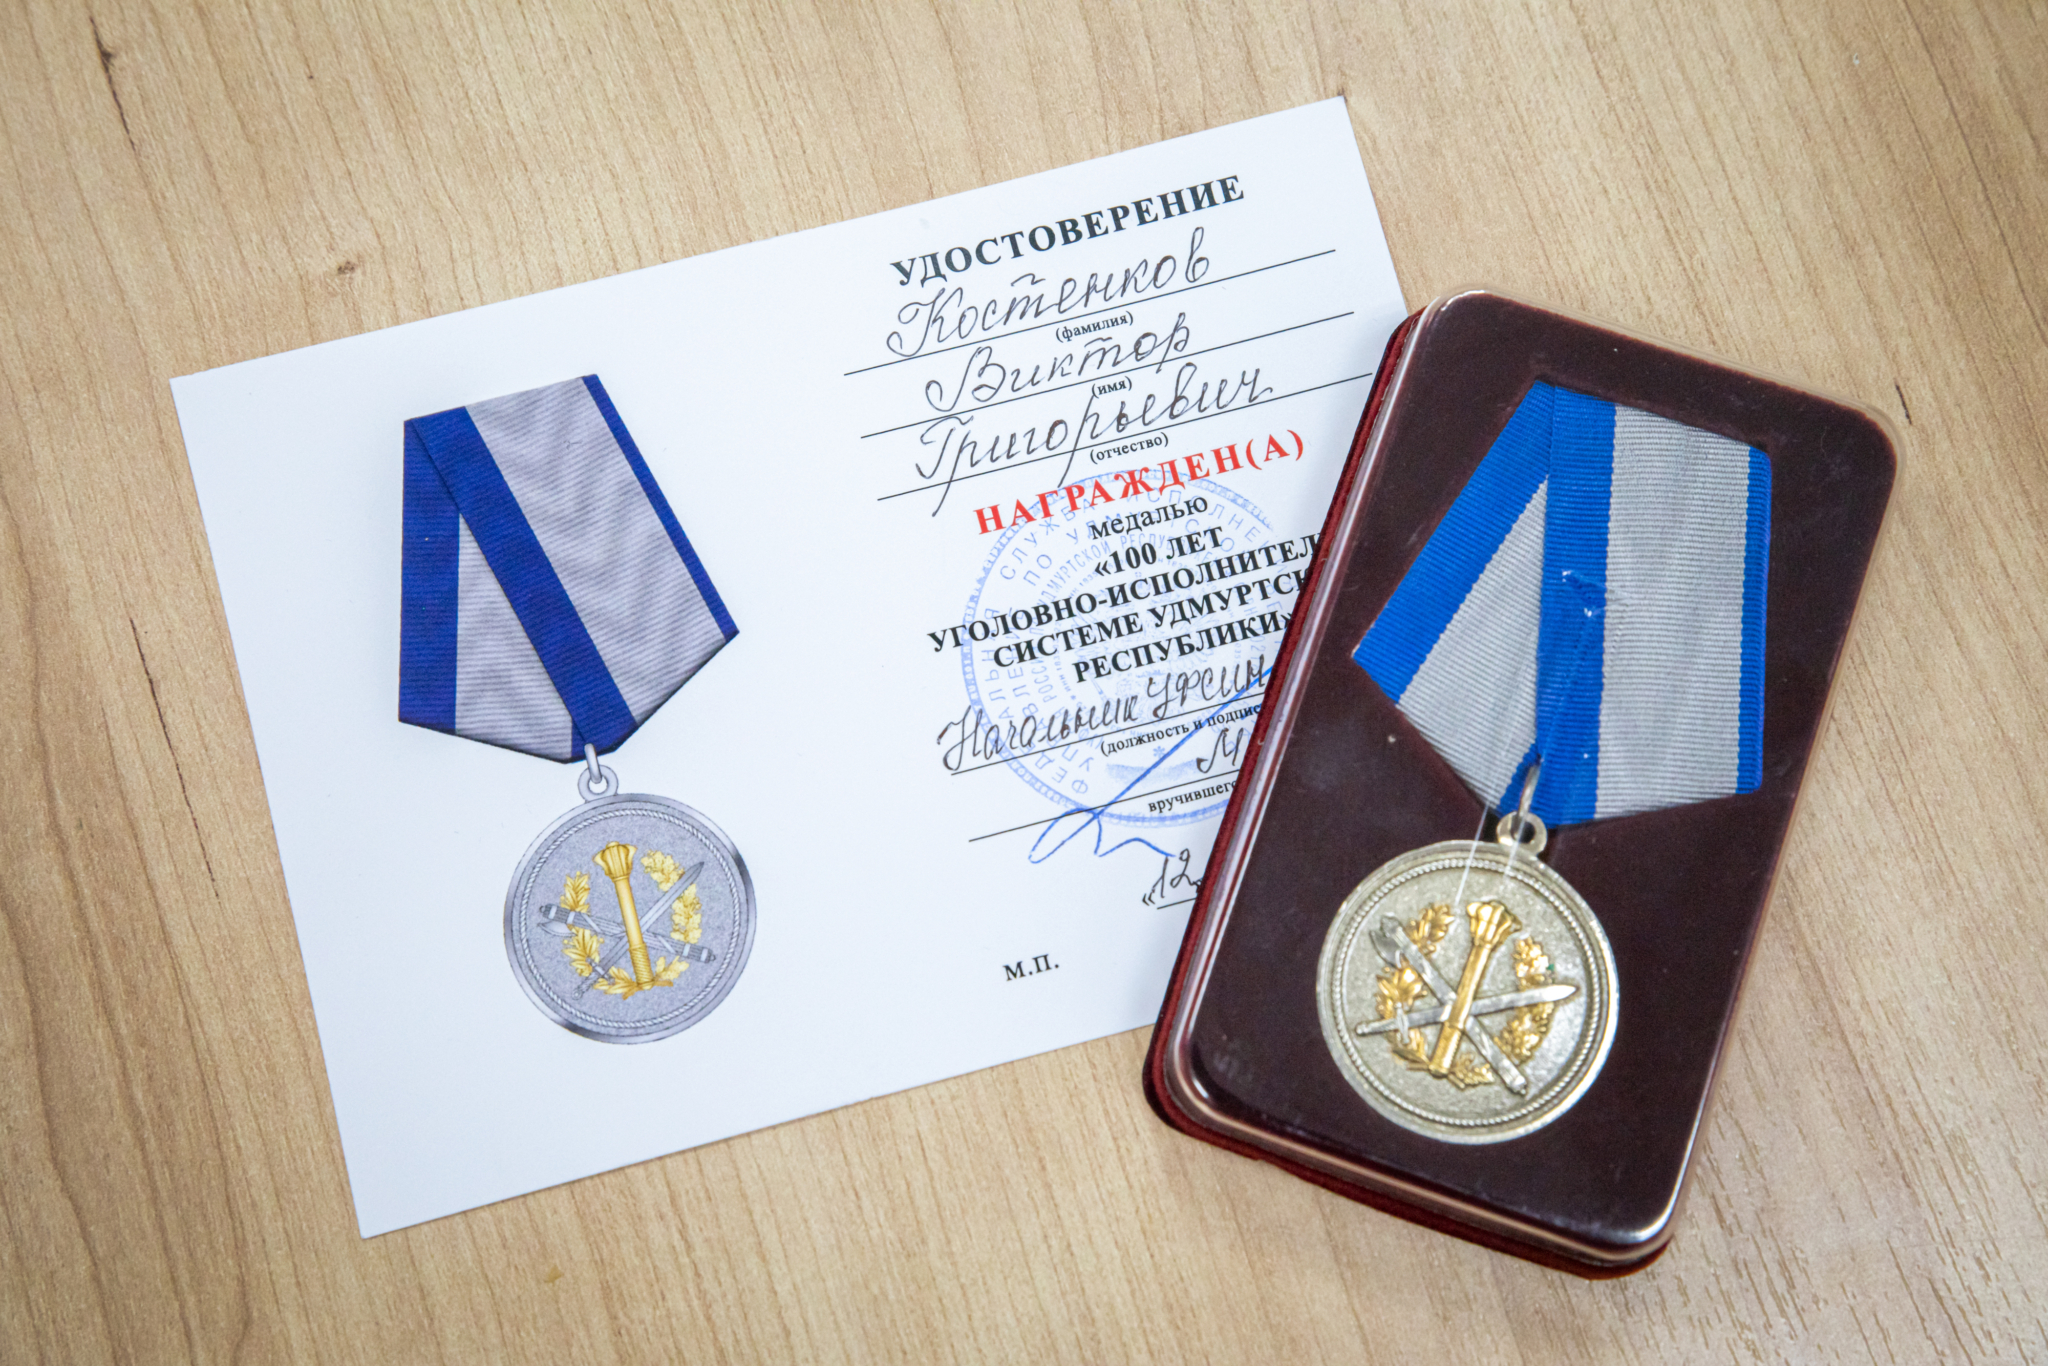 УДОСТОВЕРЕНИЕ
Костенков
(фамилия)
Виктор
(имя)
Григорьевич
(отчество)
НАГРАЖДЕН(А)
медалью
«100 ЛЕТ
УГОЛОВНО-ИСПОЛНИТЕЛ
СИСТЕМЕ УДМУРТСК
РЕСПУБЛИКИ»
Начальник УФСИН
(должность и подпис
вручившего
«12
М.П.